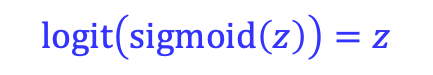 logit(sigmoid(z)) = z